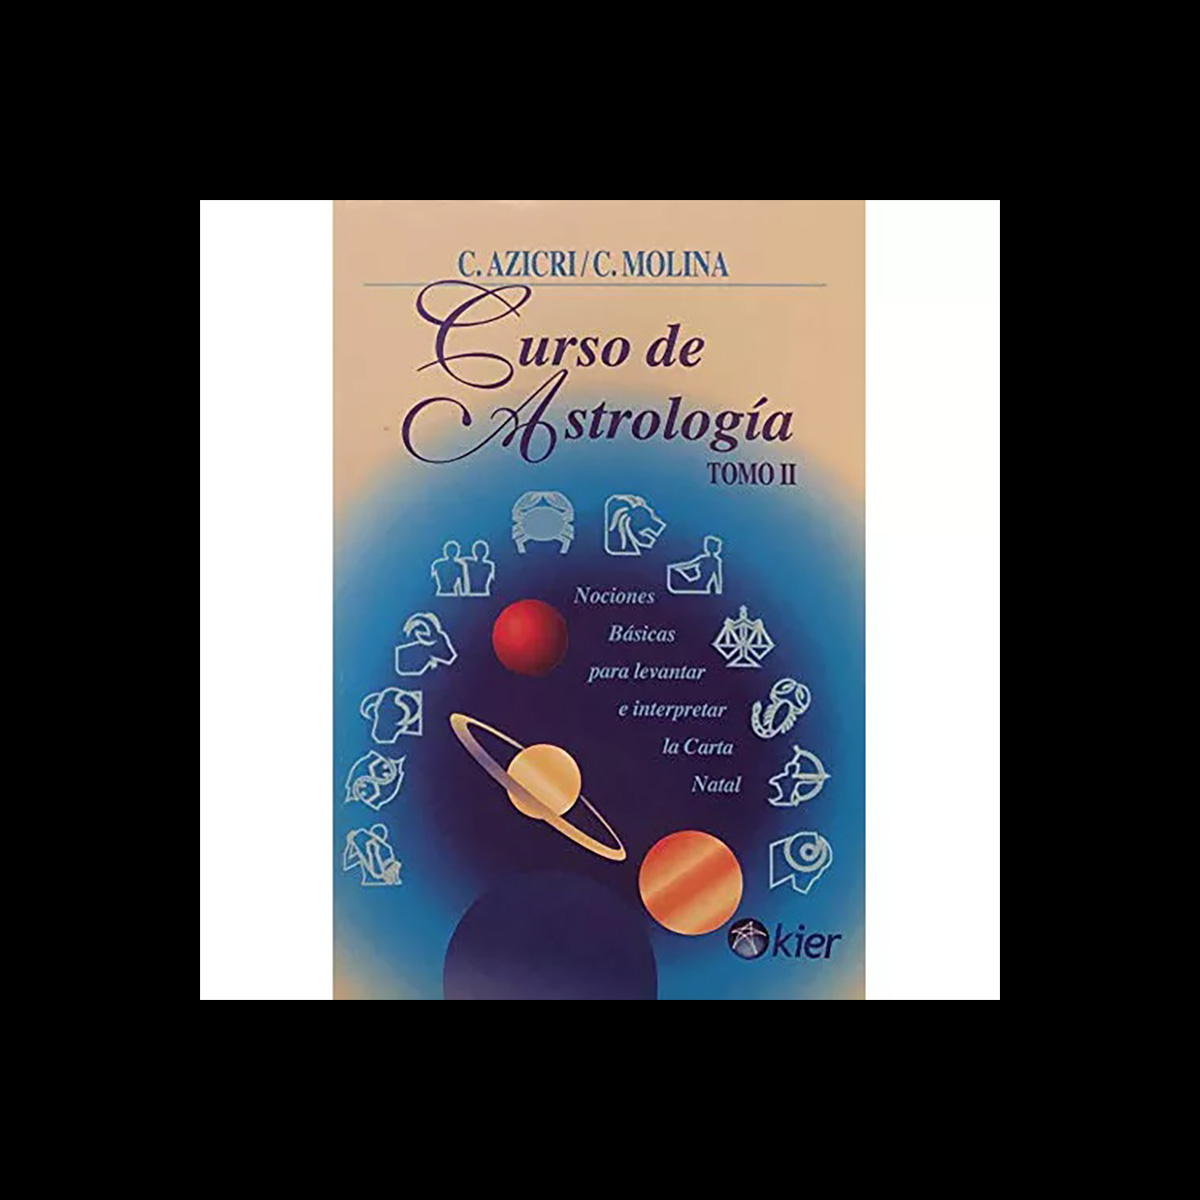 C. AZICRI / C. MOLINA
Curso de
Astrología
TOMO II
Nociones
Básicas
para levantar
e interpretar
la Carta
Natal
kier